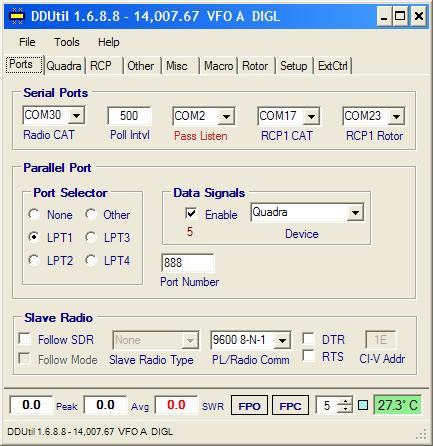 DDUtil 1.6.8.8 - 14,007.67 VFO A DIGL
File Tools Help
Ports Quadra RCP Other Misc Macro Rotor Setup ExtCtrl
Serial Ports
COM30 500 COM2 COM17 COM23
Radio CAT Poll Intvl Pass Listen RCP1 CAT RCP1 Rotor
Parallel Port
Port Selector
None Other
LPT1 LPT3
LPT2 LPT4
Data Signals
Enable Quadra
5 Device
888
Port Number
Slave Radio
Follow SDR None 9600 8-N-1 DTR 1E
Follow Mode Slave Radio Type PL/Radio Comm RTS CI-V Addr
0.0 Peak 0.0 Avg 0.0 SWR FPO FPC 5 27.3° C
DDUtil 1.6.8.8 - 14,007.67 VFO A DIGL